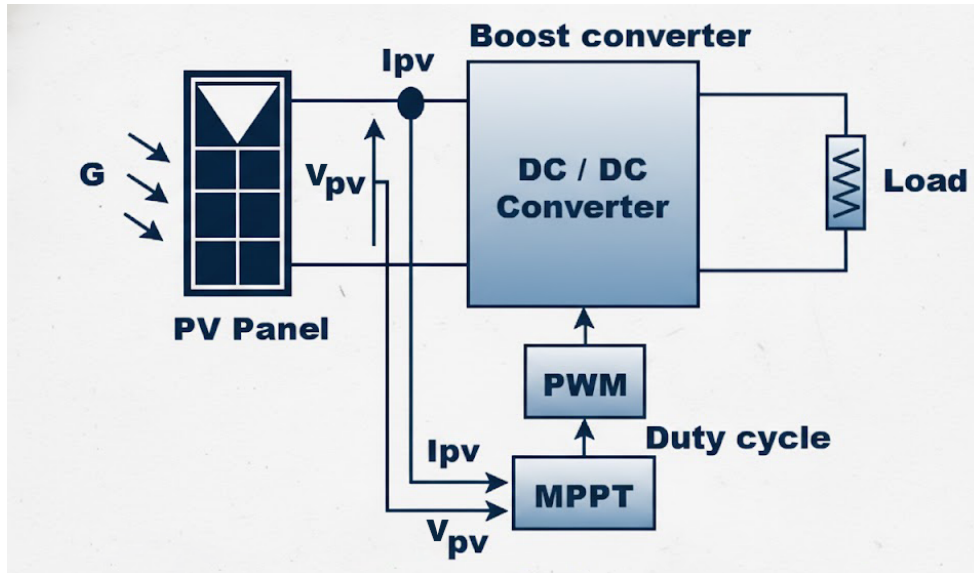 Boost converter
Ipv
G
Vpv
DC / DC
Converter
Load
PV Panel
PWM
Duty cycle
Ipv
MPPT
Vpv